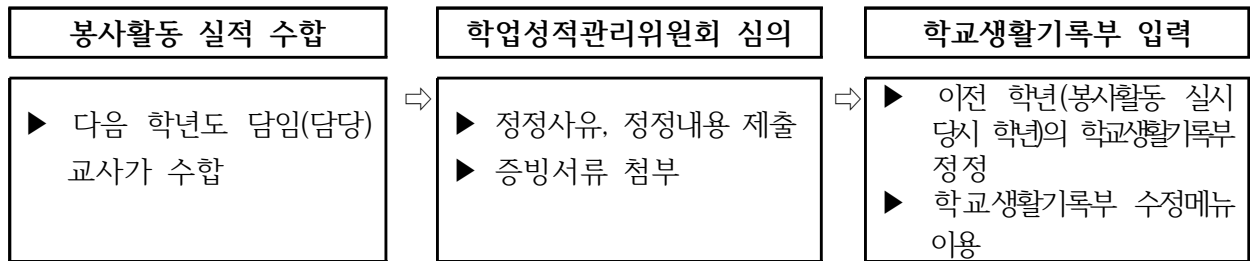 봉사활동 실적 수합
▶ 다음 학년도 담임(담당)
교사가 수합
⇨
학업성적관리위원회 심의
▶ 정정사유, 정정내용 제출
▶ 증빙서류 첨부
⇨
학교생활기록부 입력
▶ 이전 학년(봉사활동 실시
당시 학년)의 학교생활기록부
정정
▶ 학교생활기록부 수정메뉴
이용